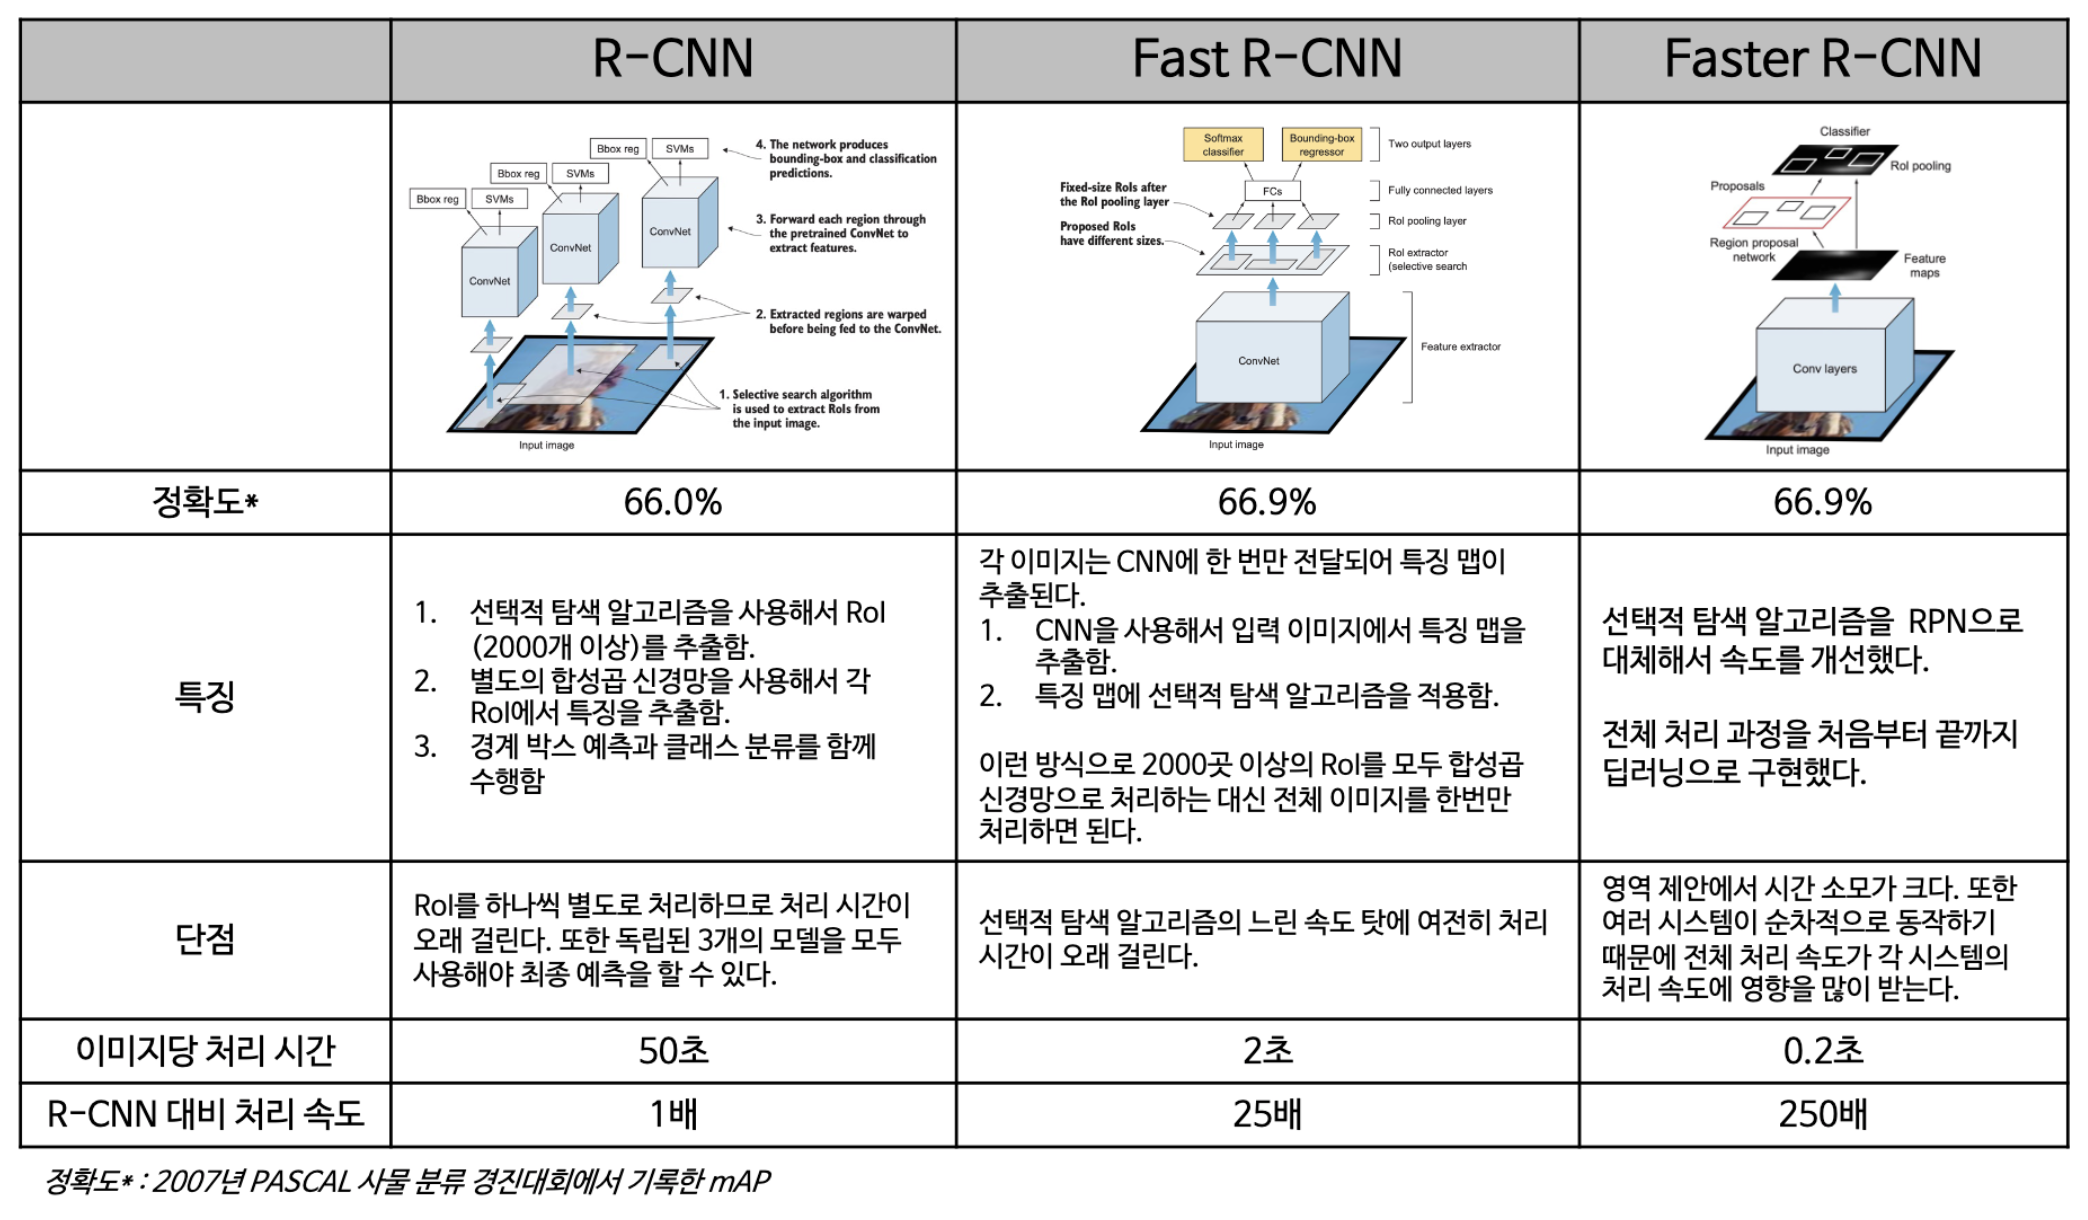 R-CNN
Fast R-CNN
Faster R-CNN
Bbox reg
SVMs
Bbox reg
SVMs
Bbox reg
SVMs
ConvNet
ConvNet
ConvNet
4. The network produces
bounding-box and classification
predictions.
3. Forward each region through
the pretrained ConvNet to
extract features.
2. Extracted regions are warped
before being fed to the ConvNet.
1. Selective search algorithm
is used to extract RoIs from
the input image.
Input image
Softmax
classifier
Bounding-box
regressor
Two output layers
Fixed-size RoIs after
the RoI pooling layer
FCs
Fully connected layers
RoI pooling layer
Proposed RoIs
have different sizes.
RoI extractor
(selective search
ConvNet
Feature extractor
Input image
Classifier
RoI pooling
Proposals
Region proposal
network
Feature
maps
Conv layers
Input image
정확도*
66.0%
66.9%
66.9%
특징
1. 선택적 탐색 알고리즘을 사용해서 RoI
(2000개 이상)를 추출함.
2. 별도의 합성곱 신경망을 사용해서 각
RoI에서 특징을 추출함.
3. 경계 박스 예측과 클래스 분류를 함께
수행함
각 이미지는 CNN에 한 번만 전달되어 특징 맵이
추출된다.
1. CNN을 사용해서 입력 이미지에서 특징 맵을
추출함.
2. 특징 맵에 선택적 탐색 알고리즘을 적용함.
이런 방식으로 2000곳 이상의 RoI를 모두 합성곱
신경망으로 처리하는 대신 전체 이미지를 한번만
처리하면 된다.
선택적 탐색 알고리즘을 RPN으로
대체해서 속도를 개선했다.
전체 처리 과정을 처음부터 끝까지
딥러닝으로 구현했다.
단점
RoI를 하나씩 별도로 처리하므로 처리 시간이
오래 걸린다. 또한 독립된 3개의 모델을 모두
사용해야 최종 예측을 할 수 있다.
선택적 탐색 알고리즘의 느린 속도 탓에 여전히 처리
시간이 오래 걸린다.
영역 제안에서 시간 소모가 크다. 또한
여러 시스템이 순차적으로 동작하기
때문에 전체 처리 속도가 각 시스템의
처리 속도에 영향을 많이 받는다.
이미지당 처리 시간
50초
2초
0.2초
R-CNN 대비 처리 속도
1배
25배
250배
정확도* : 2007년 PASCAL 사물 분류 경진대회에서 기록한 mAP